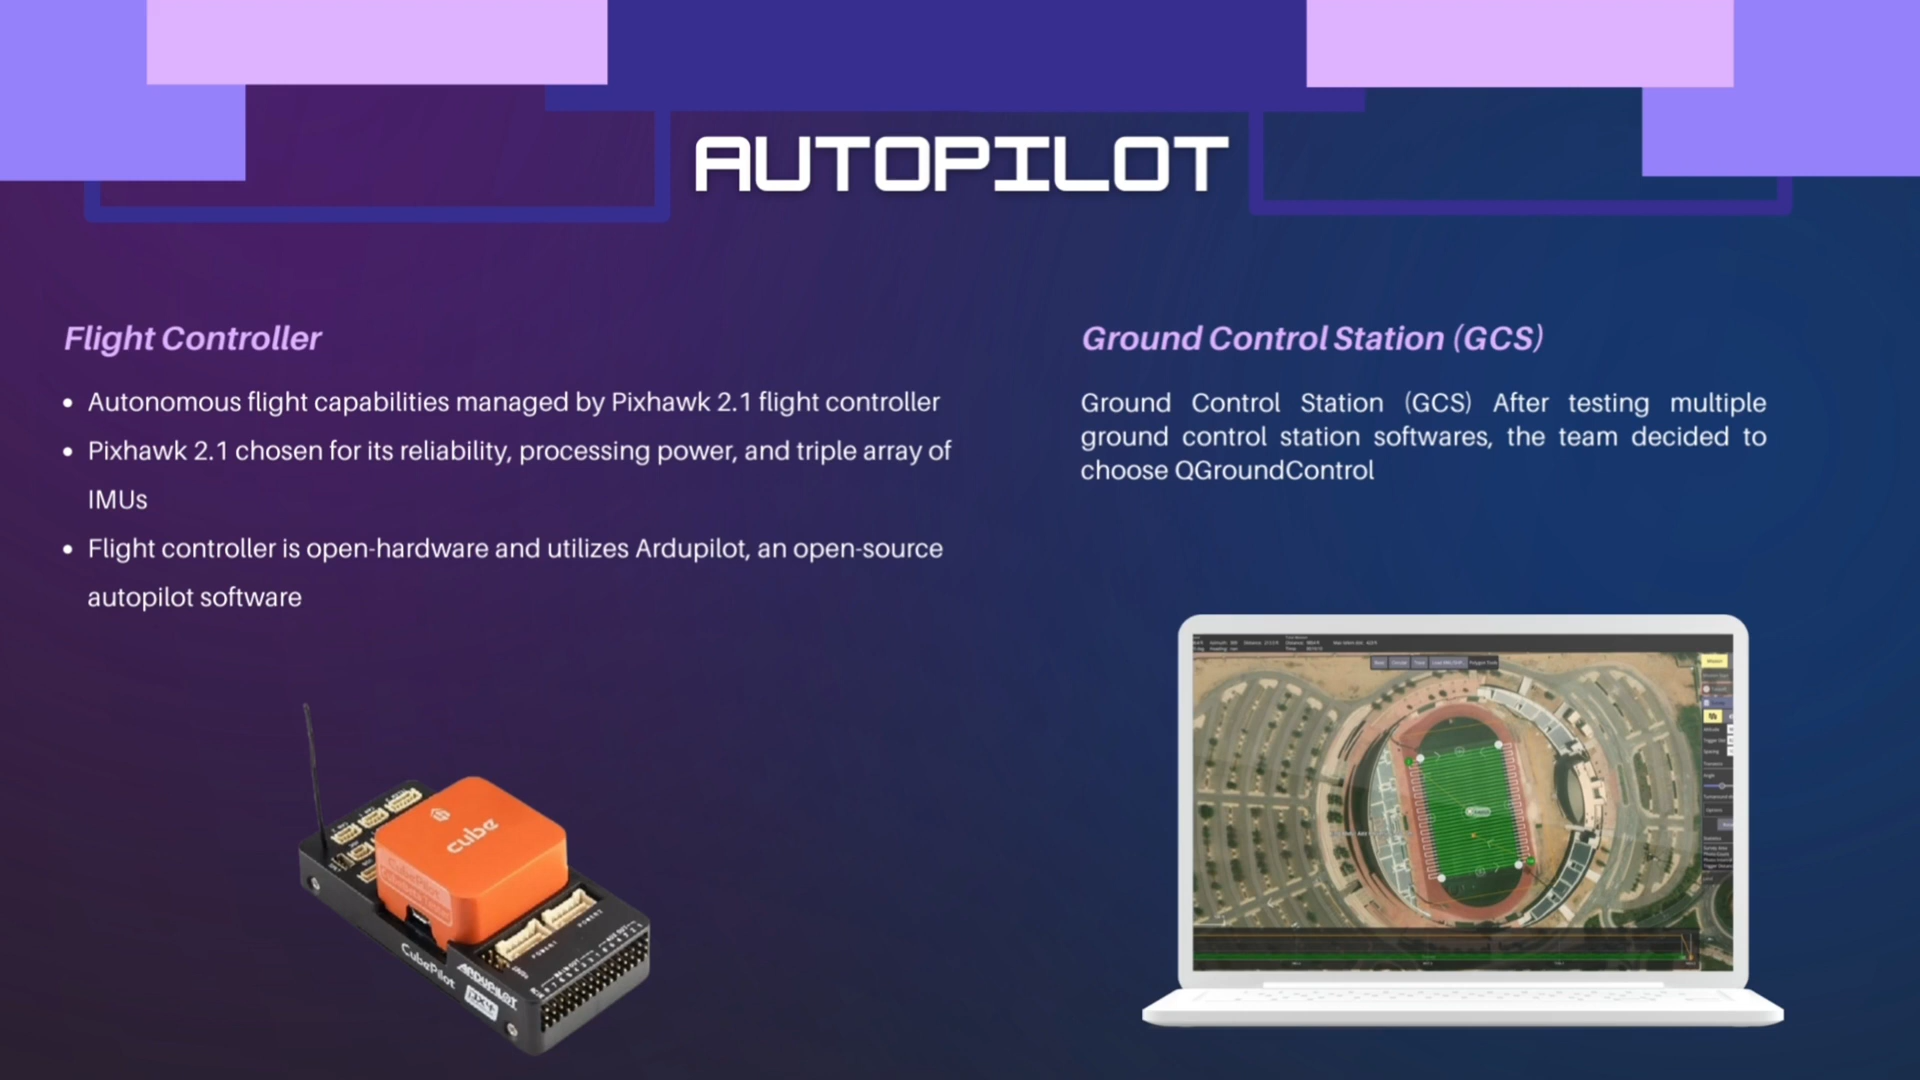 AUTOPILOT
Flight Controller
• Autonomous flight capabilities managed by Pixhawk 2.1 flight controller
• Pixhawk 2.1 chosen for its reliability, processing power, and triple array of
IMUs
• Flight controller is open-hardware and utilizes Ardupilot, an open-source
autopilot software
cube
CubePilot
POWER1
POWER2
ARDUPILOT
Ground Control Station (GCS)
Ground Control Station (GCS) After testing multiple
ground control station softwares, the team decided to
choose QGroundControl